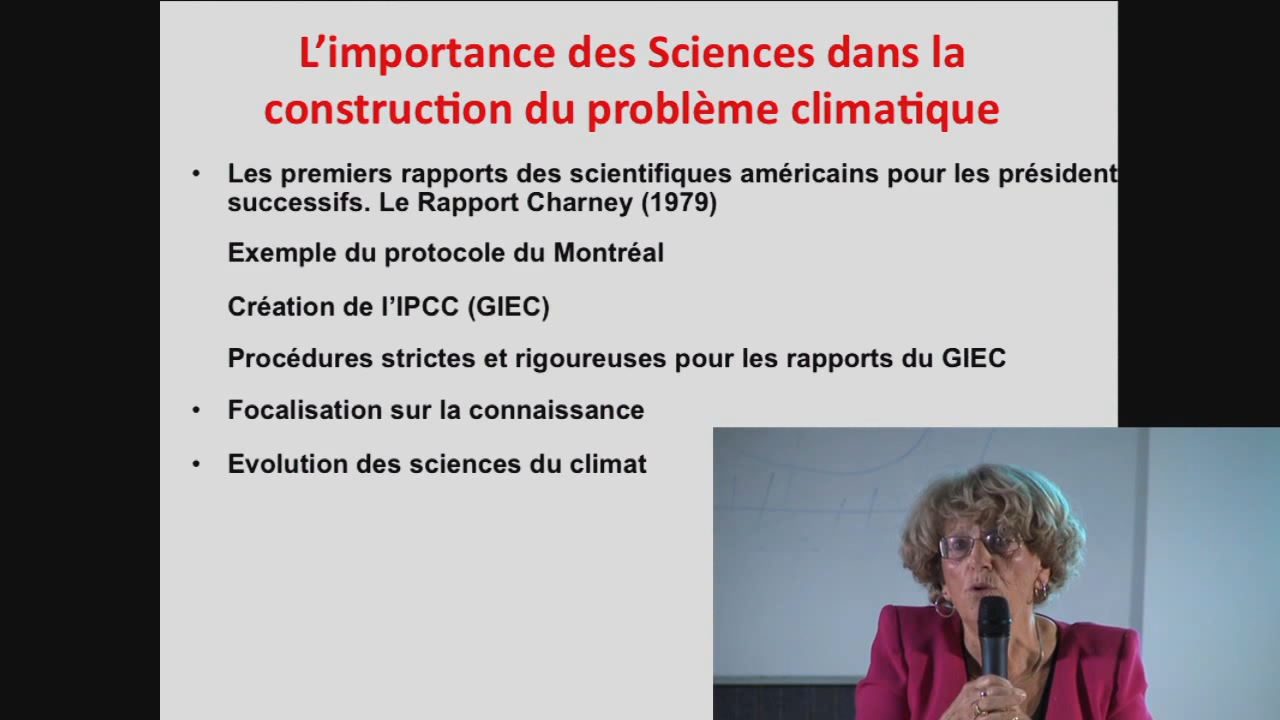 L'importance des Sciences dans la
construction du problème climatique
• Les premiers rapports des scientifiques américains pour les président
successifs. Le Rapport Charney (1979)
Exemple du protocole du Montréal
Création de l'IPCC (GIEC)
Procédures strictes et rigoureuses pour les rapports du GIEC
• Focalisation sur la connaissance
• Evolution des sciences du climat